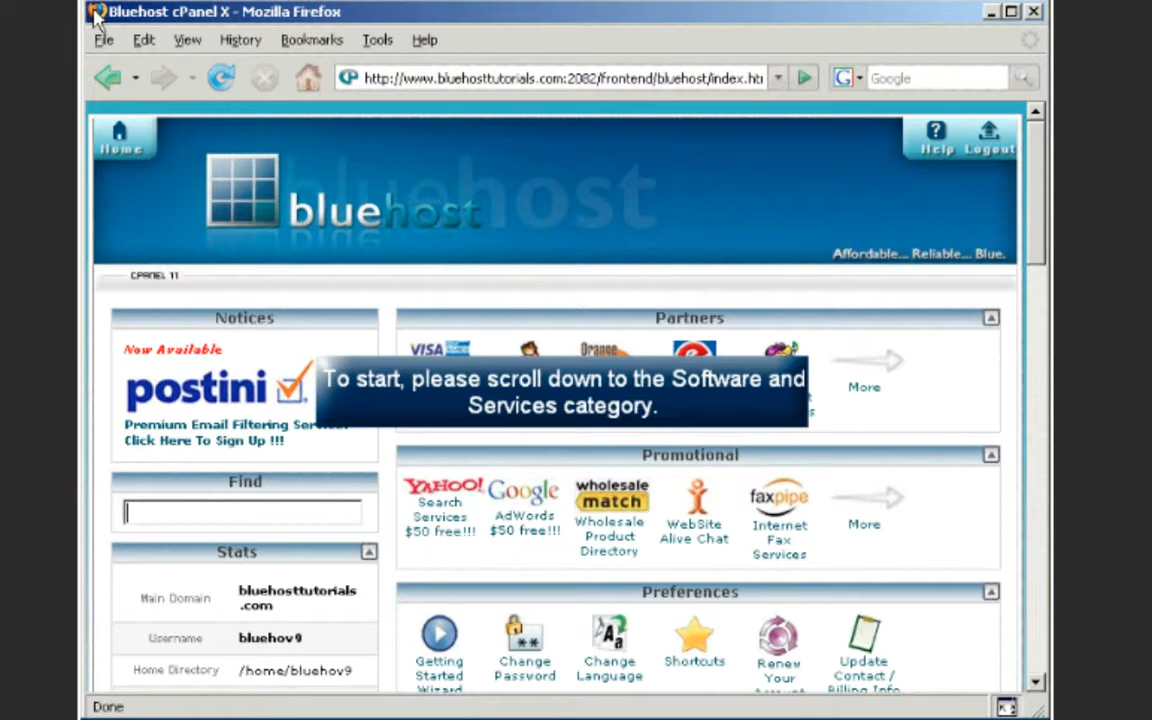 Bluehost cPanel X - Mozilla Firefox
File Edit View History Bookmarks Tools Help
http://www.bluehosttutorials.com:2082/frontend/bluehost/index.ht
G
Google
Home
Help Logout
bluehost
Affordable... Reliable... Blue.
CPANEL 11
Notices
Now Available
postini
Premium Email Filtering
Click Here To Sign Up !!!
Find
Stats
Main Domain
bluehosttutorials
.com
Username
bluehov9
Home Directory
/home/bluehov9
Partners
VISA
Orange
More
To start, please scroll down to the Software and
Services category.
Promotional
YAHOO!
Search
Services
$50 free!!!
Google
AdWords
$50 free!!!
wholesale
match
Wholesale
Product
Directory
WebSite
Alive Chat
faxpipe
Internet
Fax
Services
More
Preferences
Getting
Started
Wizard
Change
Password
Change
Language
Shortcuts
Renew
Your
Update
Contact /
Billing Info
Done